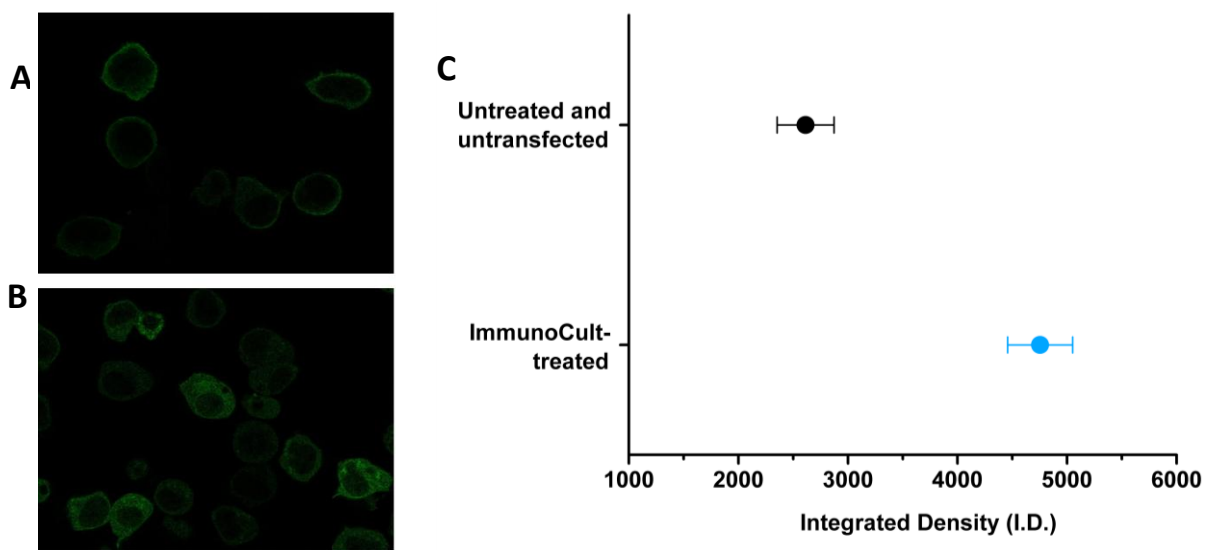 A
B
C
Untreated and
untransfected
ImmunoCult-
treated
1000 2000 3000 4000 5000 6000
Integrated Density (I.D.)